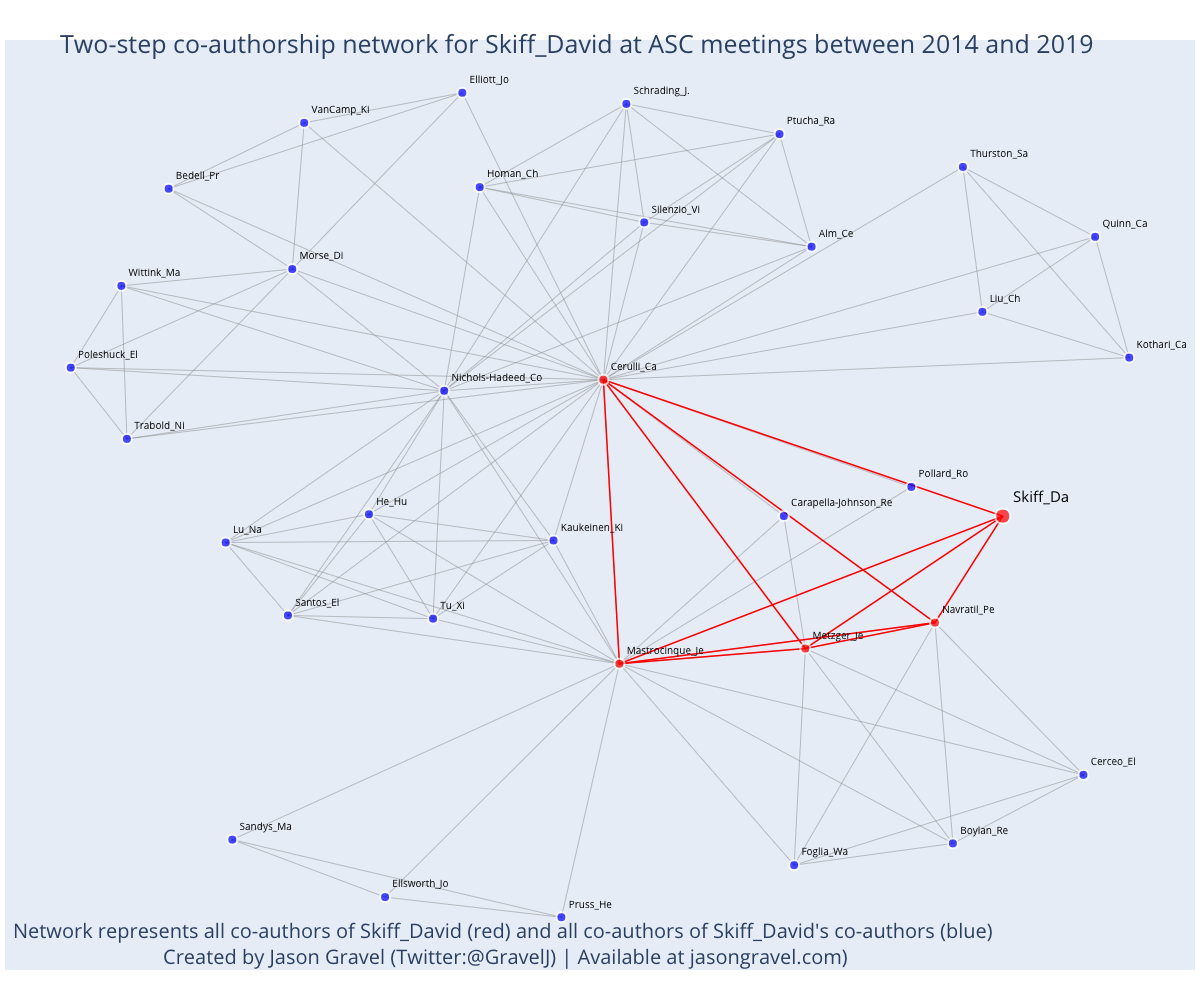 Two-step co-authorship network for Skiff_David at ASC meetings between 2014 and 2019
Elliott_Jo
Schrading_J.
VanCamp_Ki
Ptucha_Ra
Thurston_Sa
Bedell_Pr
Homan_Ch
Silenzio_Vi
Quinn_Ca
Alm_Ce
Morse_Di
Wittink_Ma
Liu_Ch
Kothari_Ca
Poleshuck_El
Cerulli_Ca
Nichols-Hadeed_Co
Trabold_Ni
Pollard_Ro
Skiff_Da
He_Hu
Carapella-Johnson_Re
Lu_Na
Kaukeinen_Ki
Santos_El
Tu_Xi
Navratil_Pe
Metzger_Je
Mastrocinque_Je
Cerceo_El
Sandys_Ma
Boylan_Re
Foglia_Wa
Ellsworth_Jo
Pruss_He
Network represents all co-authors of Skiff_David (red) and all co-authors of Skiff_David's co-authors (blue)
Created by Jason Gravel (Twitter:@GravelJ) | Available at jasongravel.com)